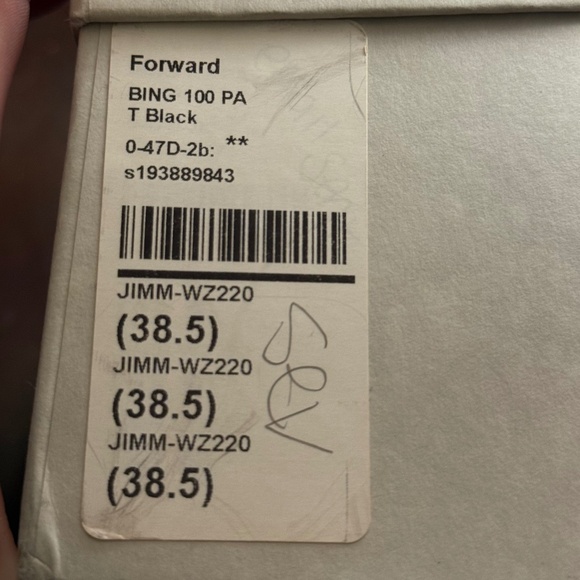 Forward
BING 100 PA
T Black
0-47D-2b: **
s193889843
JIMM-WZ220
(38.5)
JIMM-WZ220
(38.5)
JIMM-WZ220
(38.5)